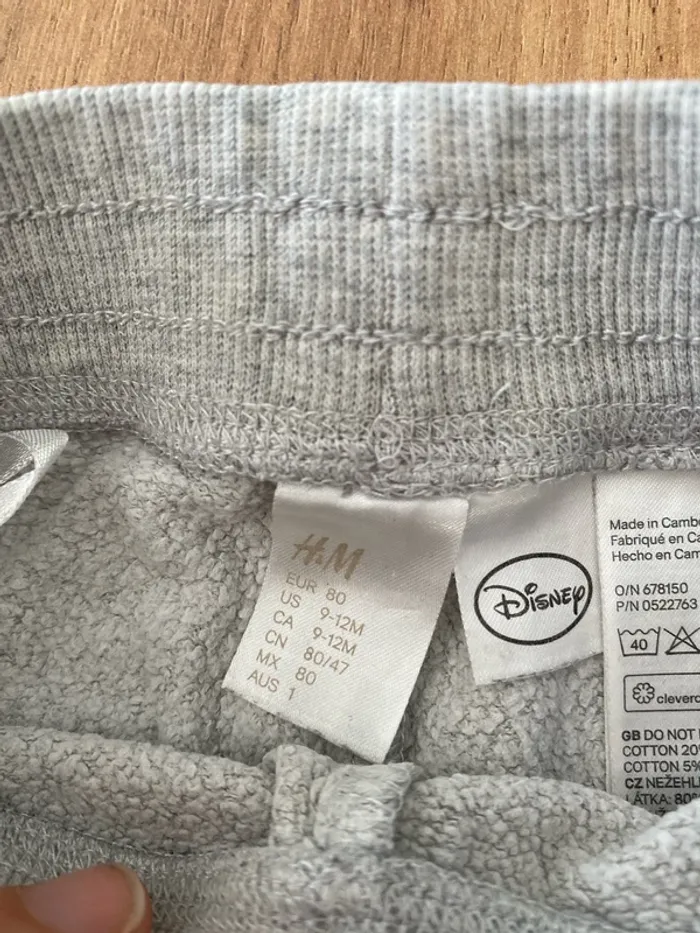 H&M
EUR 80
US 9-12M
CA 9-12M
CN 80/47
MX 80
AUS 1
Disney
Made in Camb
Fabriqué en Ca
Hecho en Cam
O/N 678150
P/N 0522763
40
cleverc
GB DO NOT
COTTON 20
COTTON 5%
CZ NEŽEHL
LÁTKA: 80%